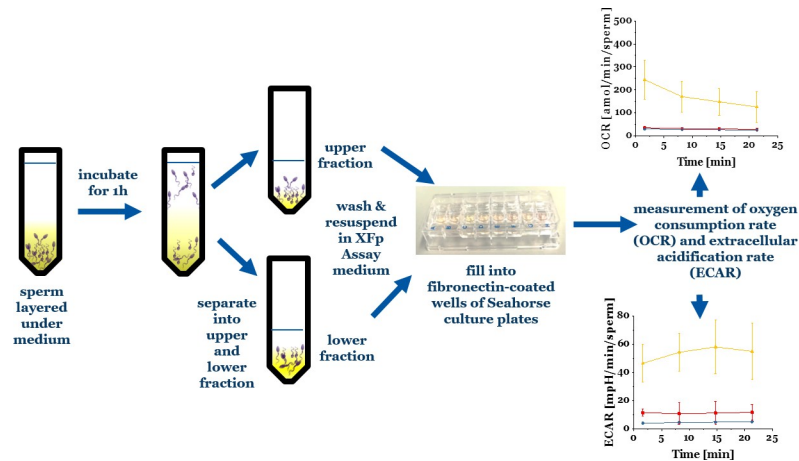 sperm
layered
under
medium
incubate
for 1h
separate
into
upper
and
lower
fraction
upper
fraction
lower
fraction
wash &
resuspend
in XFp
Assay
medium
fill into
fibronectin-coated
wells of Seahorse
culture plates
measurement of oxygen
consumption rate
(OCR) and extracellular
acidification rate
(ECAR)
OCR [amol/min/sperm]
500
400
300
200
100
0
0 5 10 15 20 25
Time [min]
ECAR [mpH/min/sperm]
80
60
40
20
0
0 5 10 15 20 25
Time [min]